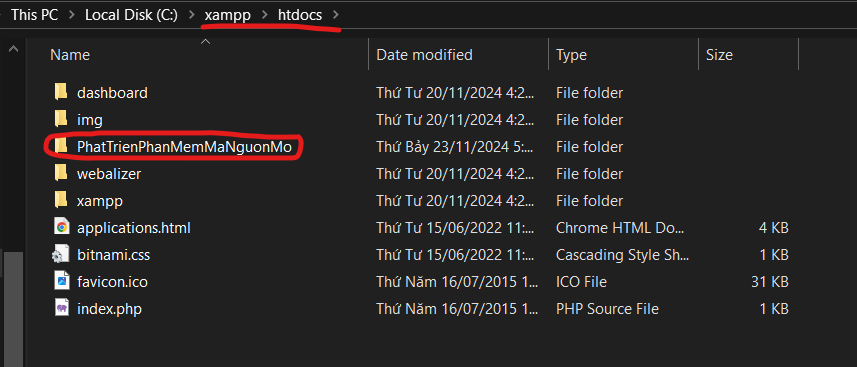 This PC > Local Disk (C:) > xampp > htdocs >
Name Date modified Type Size
dashboard Thứ Tư 20/11/2024 4:2... File folder
img Thứ Tư 20/11/2024 4:2... File folder
PhatTrienPhanMemMaNguonMo Thứ Bảy 23/11/2024 5:... File folder
webalizer Thứ Tư 20/11/2024 4:2... File folder
xampp Thứ Tư 20/11/2024 4:2... File folder
applications.html Thứ Tư 15/06/2022 11:... Chrome HTML Do... 4 KB
bitnami.css Thứ Tư 15/06/2022 11:... Cascading Style Sh... 1 KB
favicon.ico Thứ Năm 16/07/2015 1... ICO File 31 KB
index.php Thứ Năm 16/07/2015 1... PHP Source File 1 KB